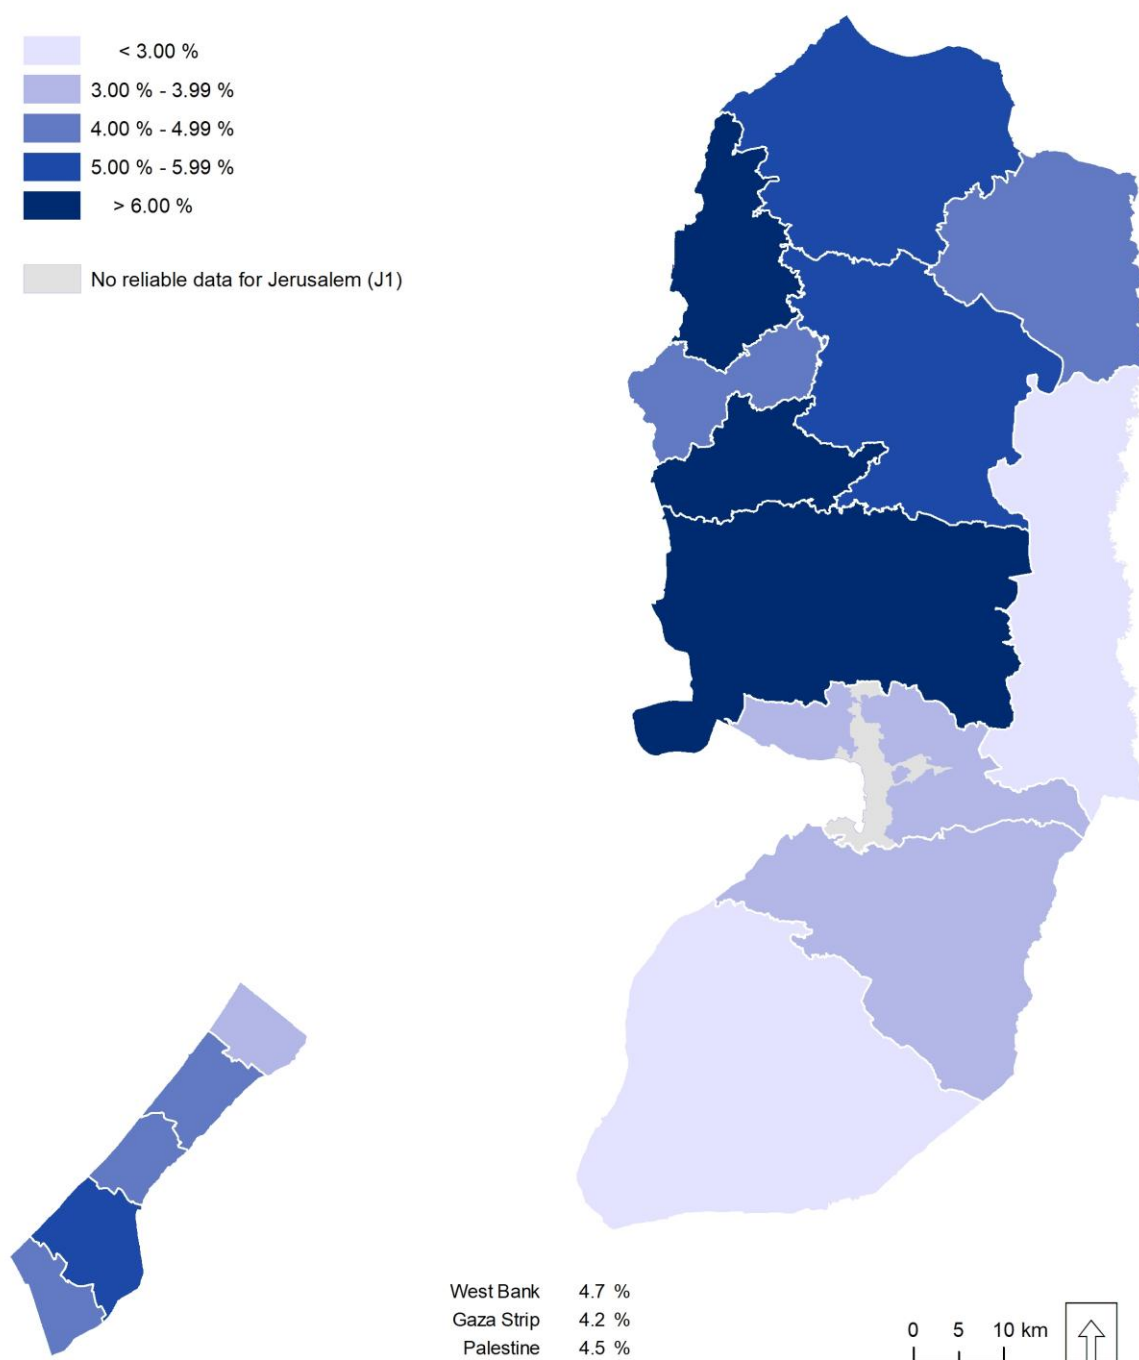 < 3.00 %
3.00 % - 3.99 %
4.00 % - 4.99 %
5.00 % - 5.99 %
> 6.00 %
No reliable data for Jerusalem (J1)
West Bank 4.7 %
Gaza Strip 4.2 %
Palestine 4.5 %
0 5 10 km